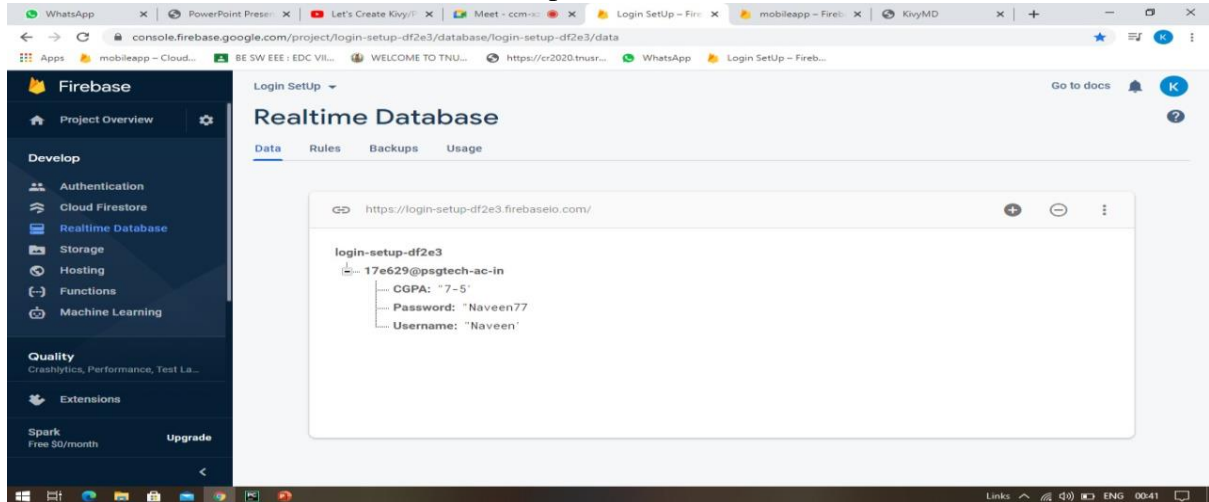 WhatsApp PowerPoint Presen Let's Create Kivy/P Meet - ccm-x Login SetUp – Fire mobileapp – Fireb KivyMD
console.firebase.google.com/project/login-setup-df2e3/database/login-setup-df2e3/data K
Apps mobileapp – Cloud... BE SW EEE : EDC VII... WELCOME TO TNU... https://cr2020.tnusr... WhatsApp Login SetUp – Fireb...
Firebase
Project Overview
Develop
Authentication
Cloud Firestore
Realtime Database
Storage
Hosting
Functions
Machine Learning
Quality
Crashlytics, Performance, Test La...
Extensions
Spark
Free $0/month
Upgrade
Login SetUp
Go to docs K
Realtime Database
Data Rules Backups Usage
https://login-setup-df2e3.firebaseio.com/
login-setup-df2e3
17e629@psgtech-ac-in
CGPA: "7-5'
Password: "Naveen77
Username: "Naveen'
Links ENG 00:41